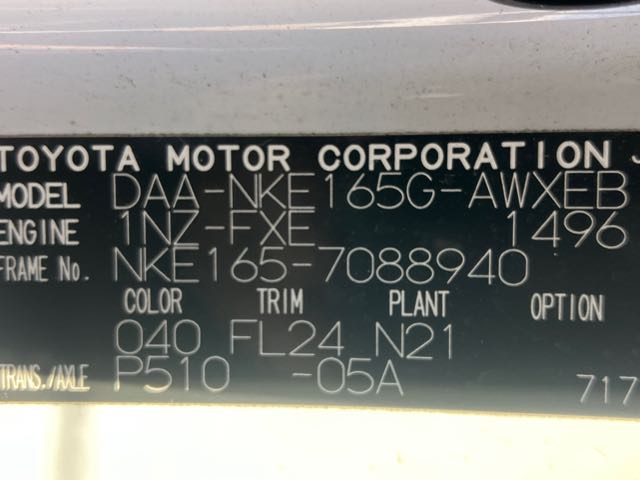 TOYOTA MOTOR CORPORATION
MODEL DAA-NKE165G-AWXEB
ENGINE 1NZ-FXE 1496
FRAME No. NKE165-7088940
COLOR TRIM PLANT OPTION
040 FL24 N21
TRANS./AXLE P510 -05A 717